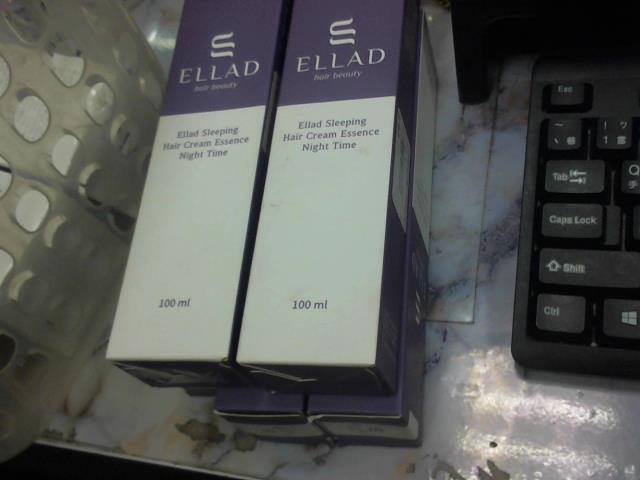 ELLAD
hair beauty
Ellad Sleeping
Hair Cream Essence
Night Time
100 ml
ELLAD
hair beauty
Ellad Sleeping
Hair Cream Essence
Night Time
100 ml
Esc
Tab
Caps Lock
Shift
Ctrl